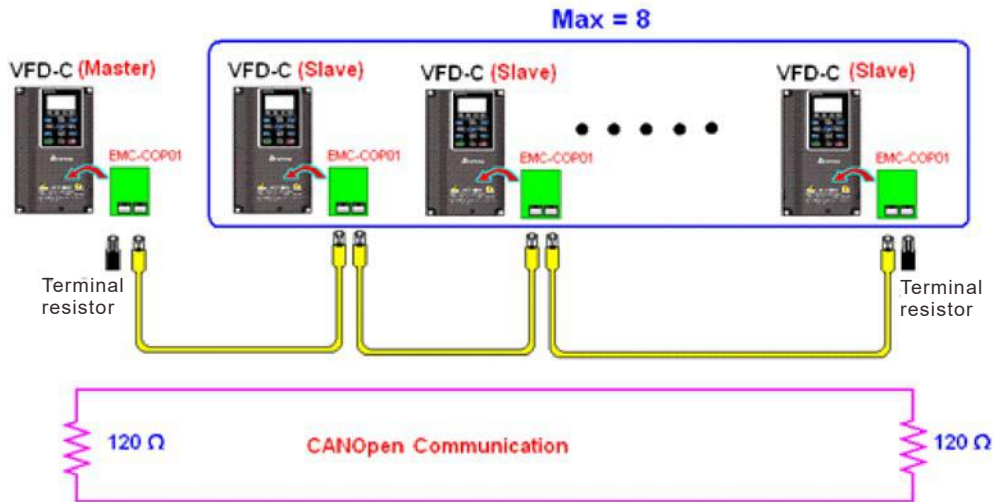 Max = 8
VFD-C (Master)
VFD-C (Slave)
VFD-C (Slave)
VFD-C (Slave)
EMC-COP01
EMC-COP01
EMC-COP01
EMC-COP01
Terminal
resistor
Terminal
resistor
120 Ω
CANOpen Communication
120 Ω